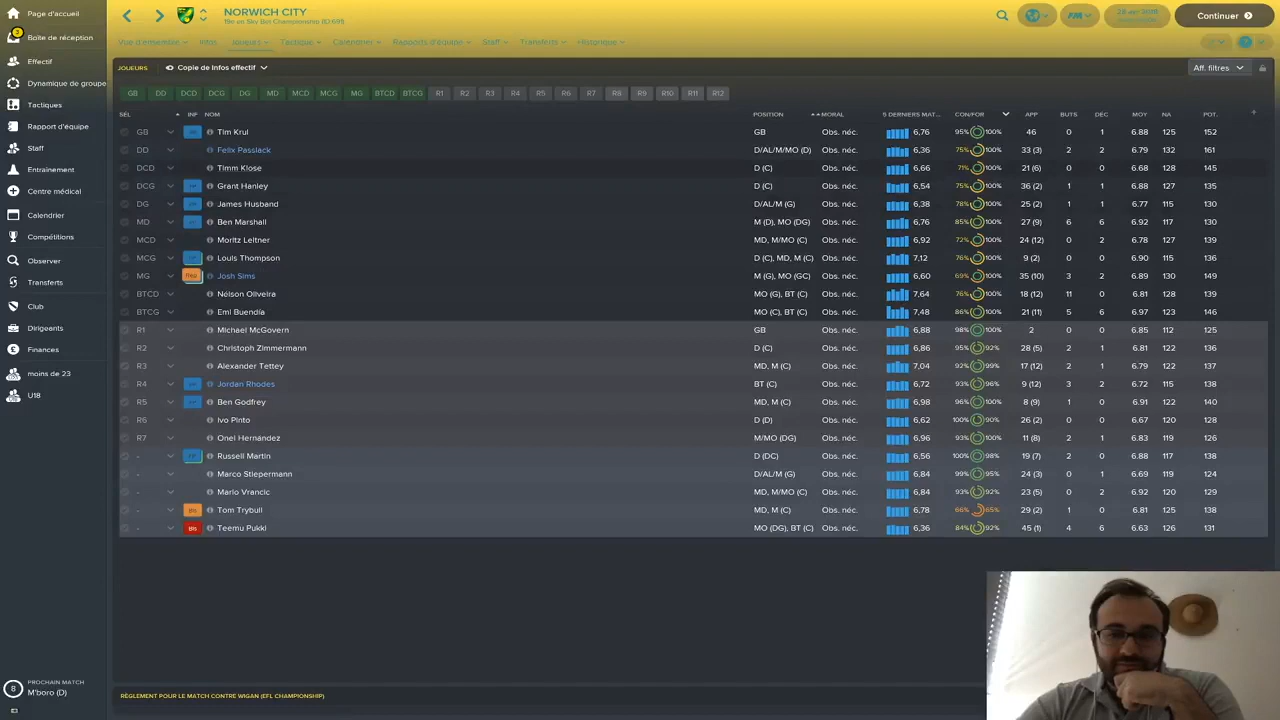 Page d'accueil
Boîte de réception
Effectif
Dynamique de groupe
Tactiques
Rapport d'équipe
Staff
Entraînement
Centre médical
Calendrier
Compétitions
Observer
Transferts
Club
Dirigeants
Finances
moins de 23
U18
PROCHAIN MATCH
M'boro (D)
NORWICH CITY
19e en Sky Bet Championship
Continuer
Vue d'ensemble Infos Joueurs Tactique Calendrier Rapports d'équipe Staff Transferts Historique
JOUEURS Copie de Infos effectif Aff. filtres
GB DD DCD DCG DG MD MCD MCG MG BTCD BTCG R1 R2 R3 R4 R5 R6 R7 R8 R9 R10 R11 R12
SÉL INF NOM POSITION MORAL 5 DERNIERS MAT... CON/FOR APP BUTS DÉC MOY NA POT.
GB Tim Krul GB Obs. néc. 6,76 95% 100% 46 0 1 6.88 125 152
DD Felix Passlack D/AL/M/MO (D) Obs. néc. 6,36 75% 100% 33 (3) 2 2 6.79 132 161
DCD Timm Klose D (C) Obs. néc. 6,66 71% 100% 21 (6) 0 0 6.68 128 145
DCG Grant Hanley D (C) Obs. néc. 6,54 75% 100% 36 (2) 1 1 6.88 127 135
DG James Husband D/AL/M (G) Obs. néc. 6,38 78% 100% 25 (2) 1 1 6.77 115 130
MD Ben Marshall M (D), MO (DG) Obs. néc. 6,76 85% 100% 27 (9) 6 6 6.92 117 130
MCD Moritz Leitner MD, M/MO (C) Obs. néc. 6,92 72% 100% 24 (12) 0 2 6.78 127 139
MCG Louis Thompson D (C), MD, M (C) Obs. néc. 7,12 76% 100% 9 (2) 0 0 6.90 115 136
MG Josh Sims M (G), MO (GC) Obs. néc. 6,60 69% 100% 35 (10) 3 2 6.89 130 149
BTCD Nélson Oliveira MO (G), BT (C) Obs. néc. 7,64 76% 100% 18 (12) 11 0 6.81 128 139
BTCG Emi Buendía MO (C), BT (C) Obs. néc. 7,48 86% 100% 21 (11) 5 6 6.97 123 146
R1 Michael McGovern GB Obs. néc. 6,88 98% 100% 2 0 0 6.85 112 125
R2 Christoph Zimmermann D (C) Obs. néc. 6,86 95% 92% 28 (5) 2 1 6.81 122 136
R3 Alexander Tettey MD, M (C) Obs. néc. 7,04 92% 99% 17 (12) 2 1 6.79 122 137
R4 Jordan Rhodes BT (C) Obs. néc. 6,72 93% 96% 9 (12) 3 2 6.72 115 138
R5 Ben Godfrey MD, M (C) Obs. néc. 6,98 96% 100% 8 (9) 1 0 6.91 122 140
R6 Ivo Pinto D (D) Obs. néc. 6,62 100% 90% 26 (2) 0 0 6.67 120 128
R7 Onel Hernández M/MO (DG) Obs. néc. 6,96 93% 100% 11 (8) 2 1 6.83 119 126
- Russell Martin D (DC) Obs. néc. 6,56 100% 98% 19 (7) 2 0 6.88 117 138
- Marco Stiepermann D/AL/M (G) Obs. néc. 6,84 99% 95% 24 (3) 0 1 6.69 119 124
- Mario Vrancic MD, M/MO (C) Obs. néc. 6,84 93% 92% 23 (5) 0 2 6.92 120 129
- Tom Trybull MD, M (C) Obs. néc. 6,78 66% 65% 29 (2) 1 0 6.81 125 138
- Teemu Pukki MO (DG), BT (C) Obs. néc. 6,36 84% 92% 45 (1) 4 6 6.63 126 131
RÈGLEMENT POUR LE MATCH CONTRE WIGAN (EFL CHAMPIONSHIP)